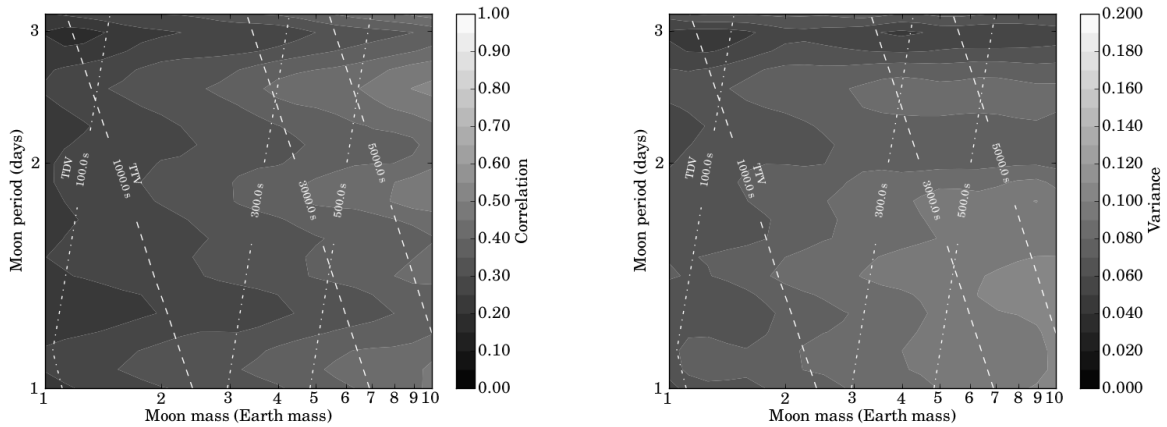 3
2
1
Moon period (days)
1 2 3 4 5 6 7 8 9 10
Moon mass (Earth mass)
TDV
100.0 s
TTV
1000.0 s
300.0 s
3000.0 s
500.0 s
5000.0 s
1.00
0.90
0.80
0.70
0.60
0.50
0.40
0.30
0.20
0.10
0.00
Correlation
3
2
1
Moon period (days)
1 2 3 4 5 6 7 8 9 10
Moon mass (Earth mass)
TDV
100.0 s
TTV
1000.0 s
300.0 s
3000.0 s
500.0 s
5000.0 s
0.200
0.180
0.160
0.140
0.120
0.100
0.080
0.060
0.040
0.020
0.000
Variance